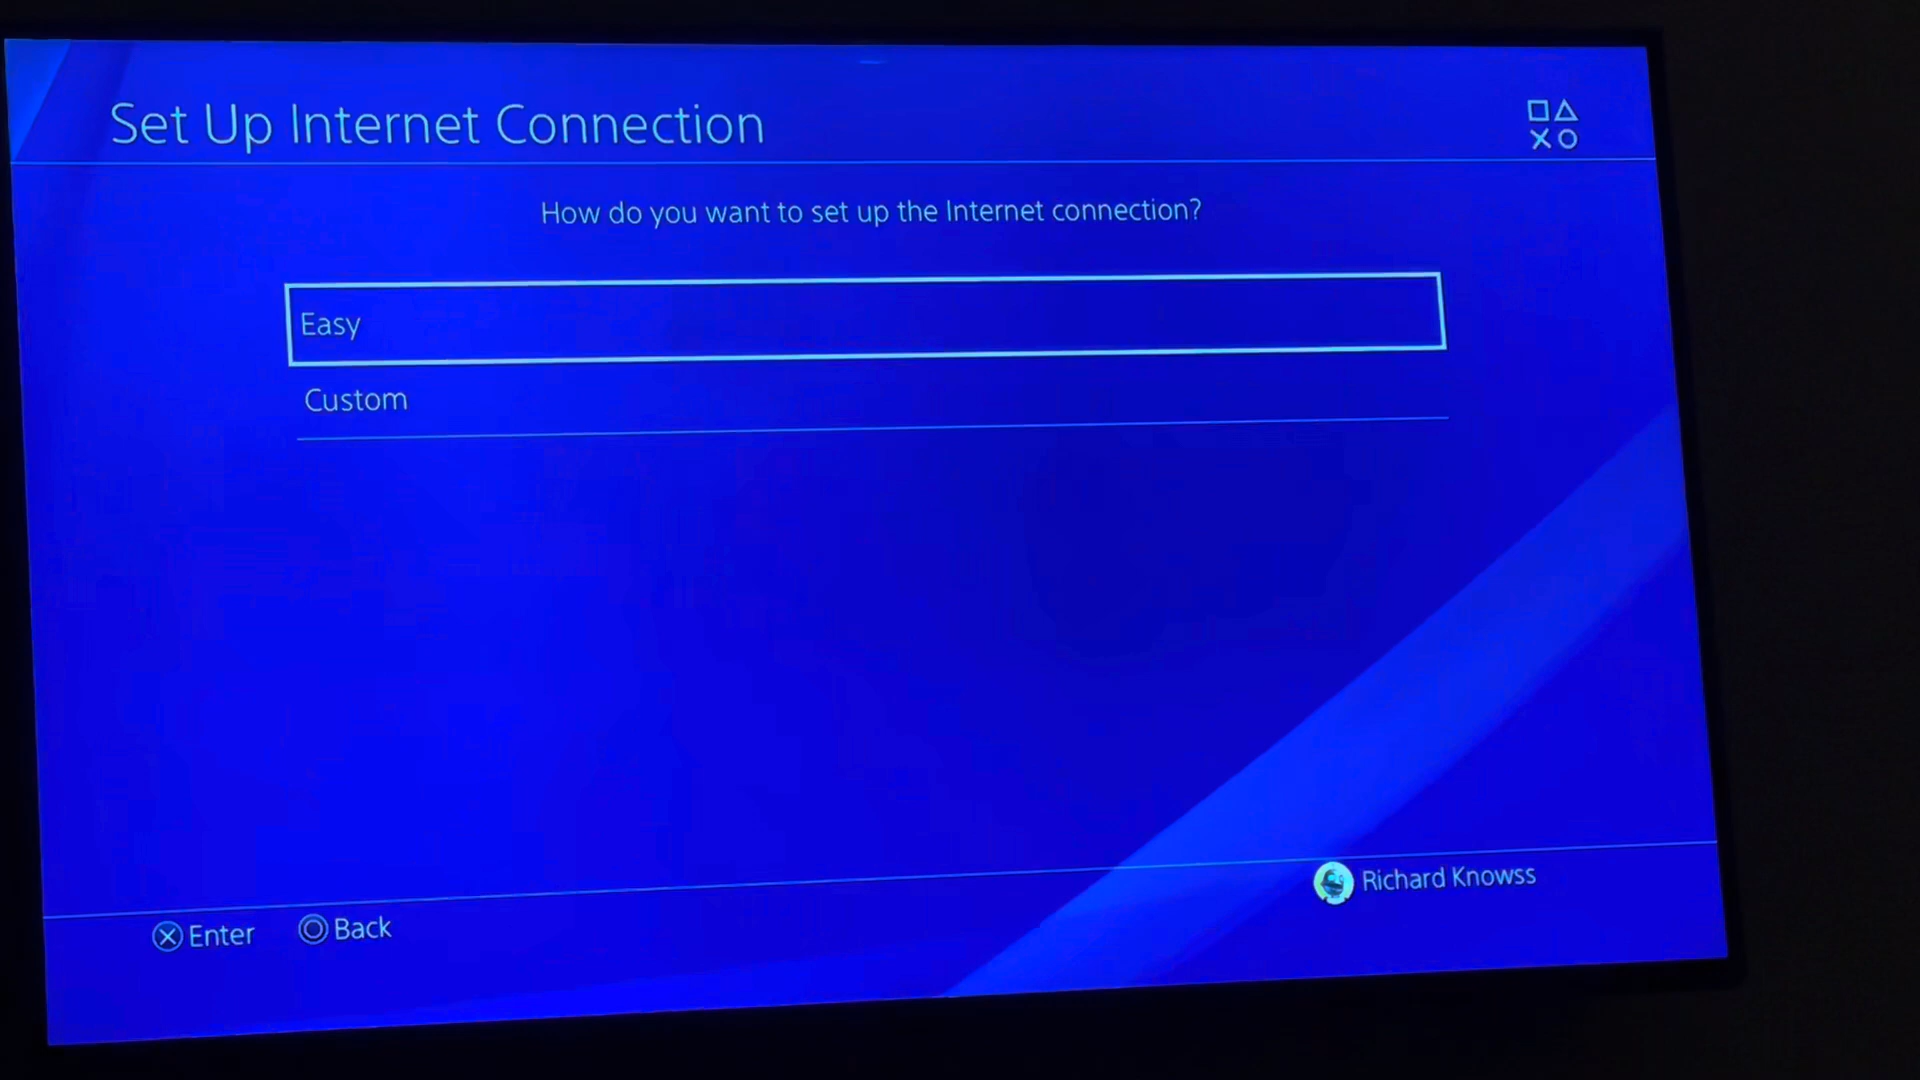 Set Up Internet Connection
How do you want to set up the Internet connection?
Easy
Custom
Richard Knowss
Enter Back